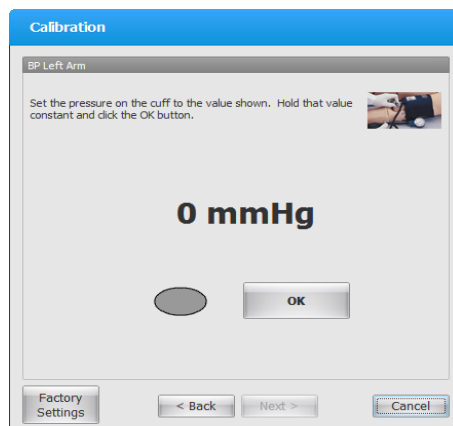 Calibration
BP Left Arm
Set the pressure on the cuff to the value shown. Hold that value
constant and click the OK button.
0 mmHg
OK
Factory
Settings
< Back
Next >
Cancel